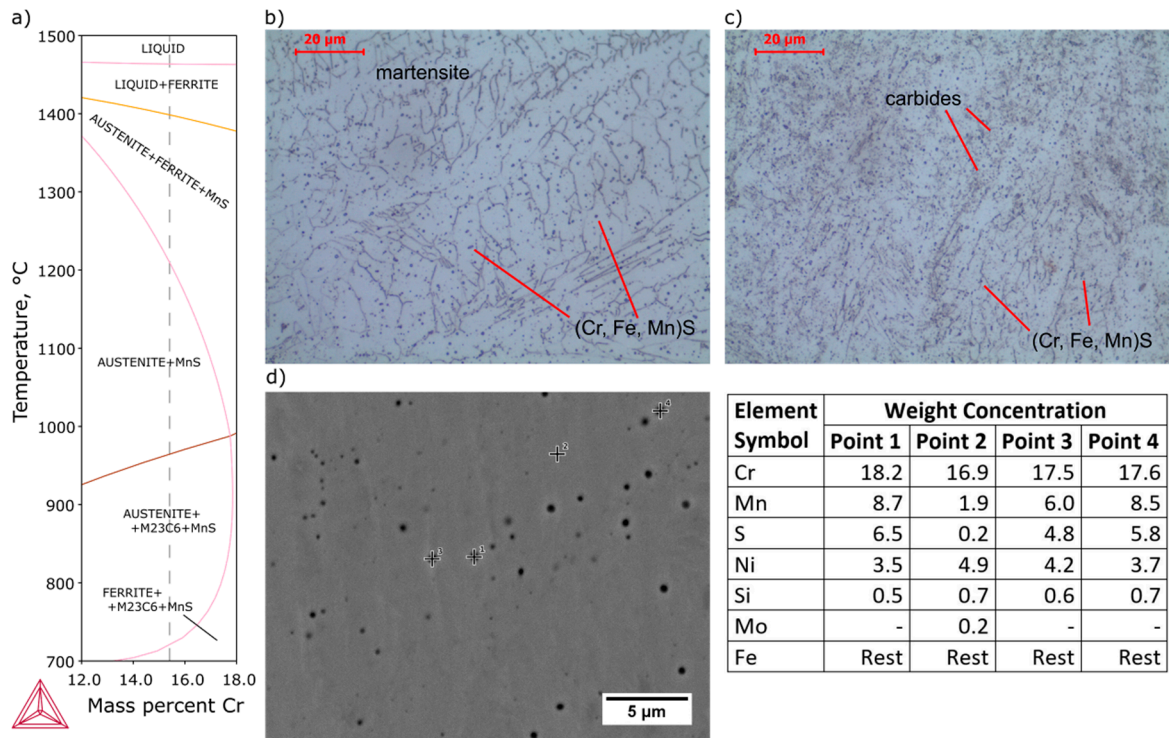 a)
1500
1400
1300
1200
1100
1000
900
800
700
Temperature, °C
LIQUID
LIQUID+FERRITE
AUSTENITE+FERRITE+MnS
AUSTENITE+MnS
AUSTENITE+
+M23C6+MnS
FERRITE+
+M23C6+MnS
12.0 14.0 16.0 18.0
Mass percent Cr
b)
20 µm
martensite
(Cr, Fe, Mn)S
c)
20 µm
carbides
(Cr, Fe, Mn)S
d)
4
2
3
1
5 µm
Element Symbol Weight Concentration
Point 1 Point 2 Point 3 Point 4
Cr 18.2 16.9 17.5 17.6
Mn 8.7 1.9 6.0 8.5
S 6.5 0.2 4.8 5.8
Ni 3.5 4.9 4.2 3.7
Si 0.5 0.7 0.6 0.7
Mo - 0.2 - -
Fe Rest Rest Rest Rest